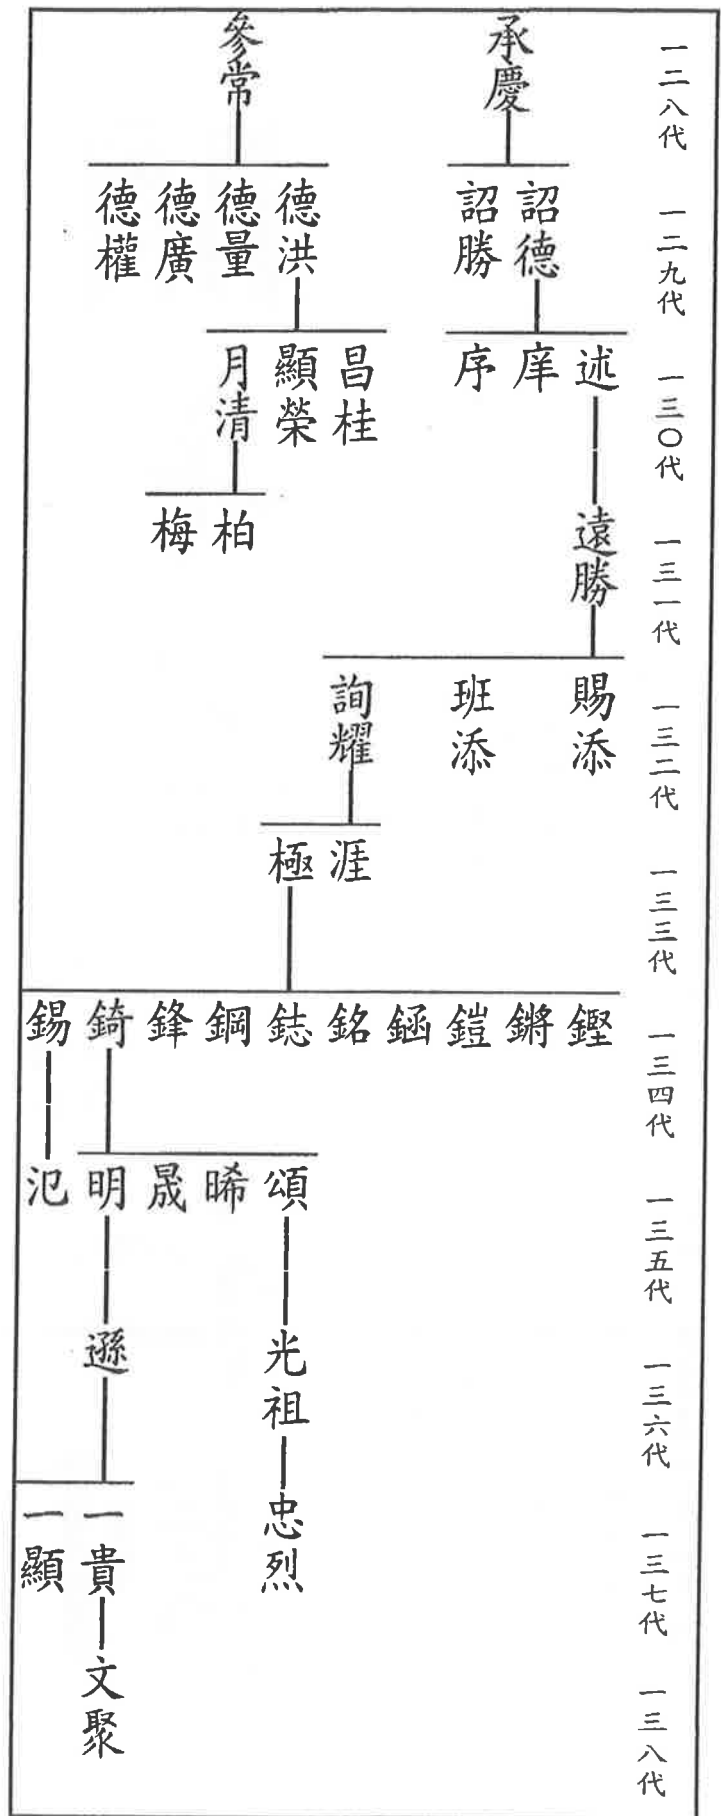 一二八代
承慶
參常
一二九代
詔德
詔勝
德洪
德量
德廣
德權
一三〇代
述
庠
序
昌桂
顯榮
月清
一三一代
遠勝
柏
梅
一三二代
賜添
班添
詢耀
一三三代
涯
極
一三四代
鏗
鏘
鎧
鋾
銘
鋕
鋼
鋒
錡
錫
一三五代
頌
晞
晟
明
汜
一三六代
光祖
遜
一三七代
忠烈
一貴
一顯
一三八代
文聚